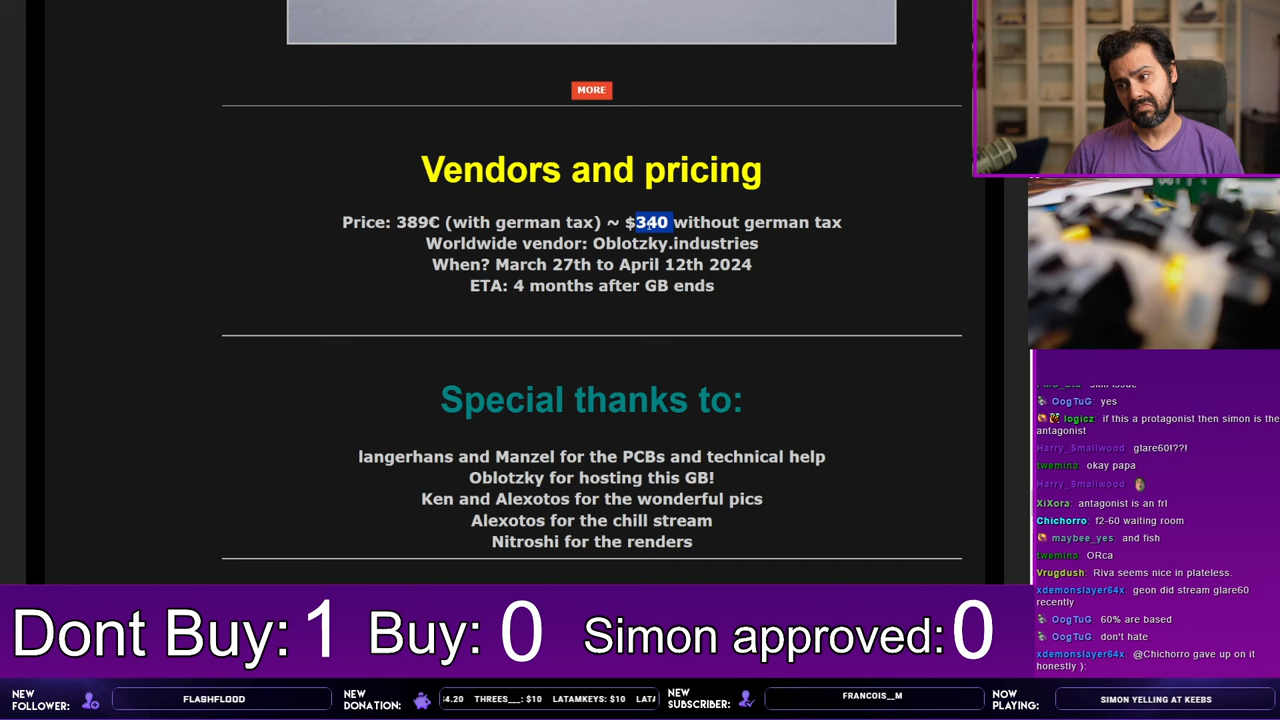 MORE
Vendors and pricing
Price: 389€ (with german tax) ~ $340 without german tax
Worldwide vendor: Oblotzky.industries
When? March 27th to April 12th 2024
ETA: 4 months after GB ends
Special thanks to:
langerhans and Manzel for the PCBs and technical help
Oblotzky for hosting this GB!
Ken and Alexotos for the wonderful pics
Alexotos for the chill stream
Nitroshi for the renders
OogTuG: yes
logicz: if this a protagonist then simon is the
antagonist
Harry_Smallwood: glare60!??!
twemina: okay papa
Harry_Smallwood:
XiXora: antagonist is an frl
Chichorro: f2-60 waiting room
maybee_yes: and fish
twemina: ORca
Vrugdush: Riva seems nice in plateless.
xdemonslayer64x: geon did stream glare60
recently
OogTuG: 60% are based
OogTuG: don't hate
xdemonslayer64x: @Chichorro gave up on it
honestly ):
Dont Buy: 1 Buy: 0 Simon approved: 0
NEW
FOLLOWER:
FLASHFLOOD
NEW
DONATION:
4.20 THREES__: $10 LATAMKEYS: $10
NEW
SUBSCRIBER:
FRANCOIS__M
NOW
PLAYING:
SIMON YELLING AT KEEBS